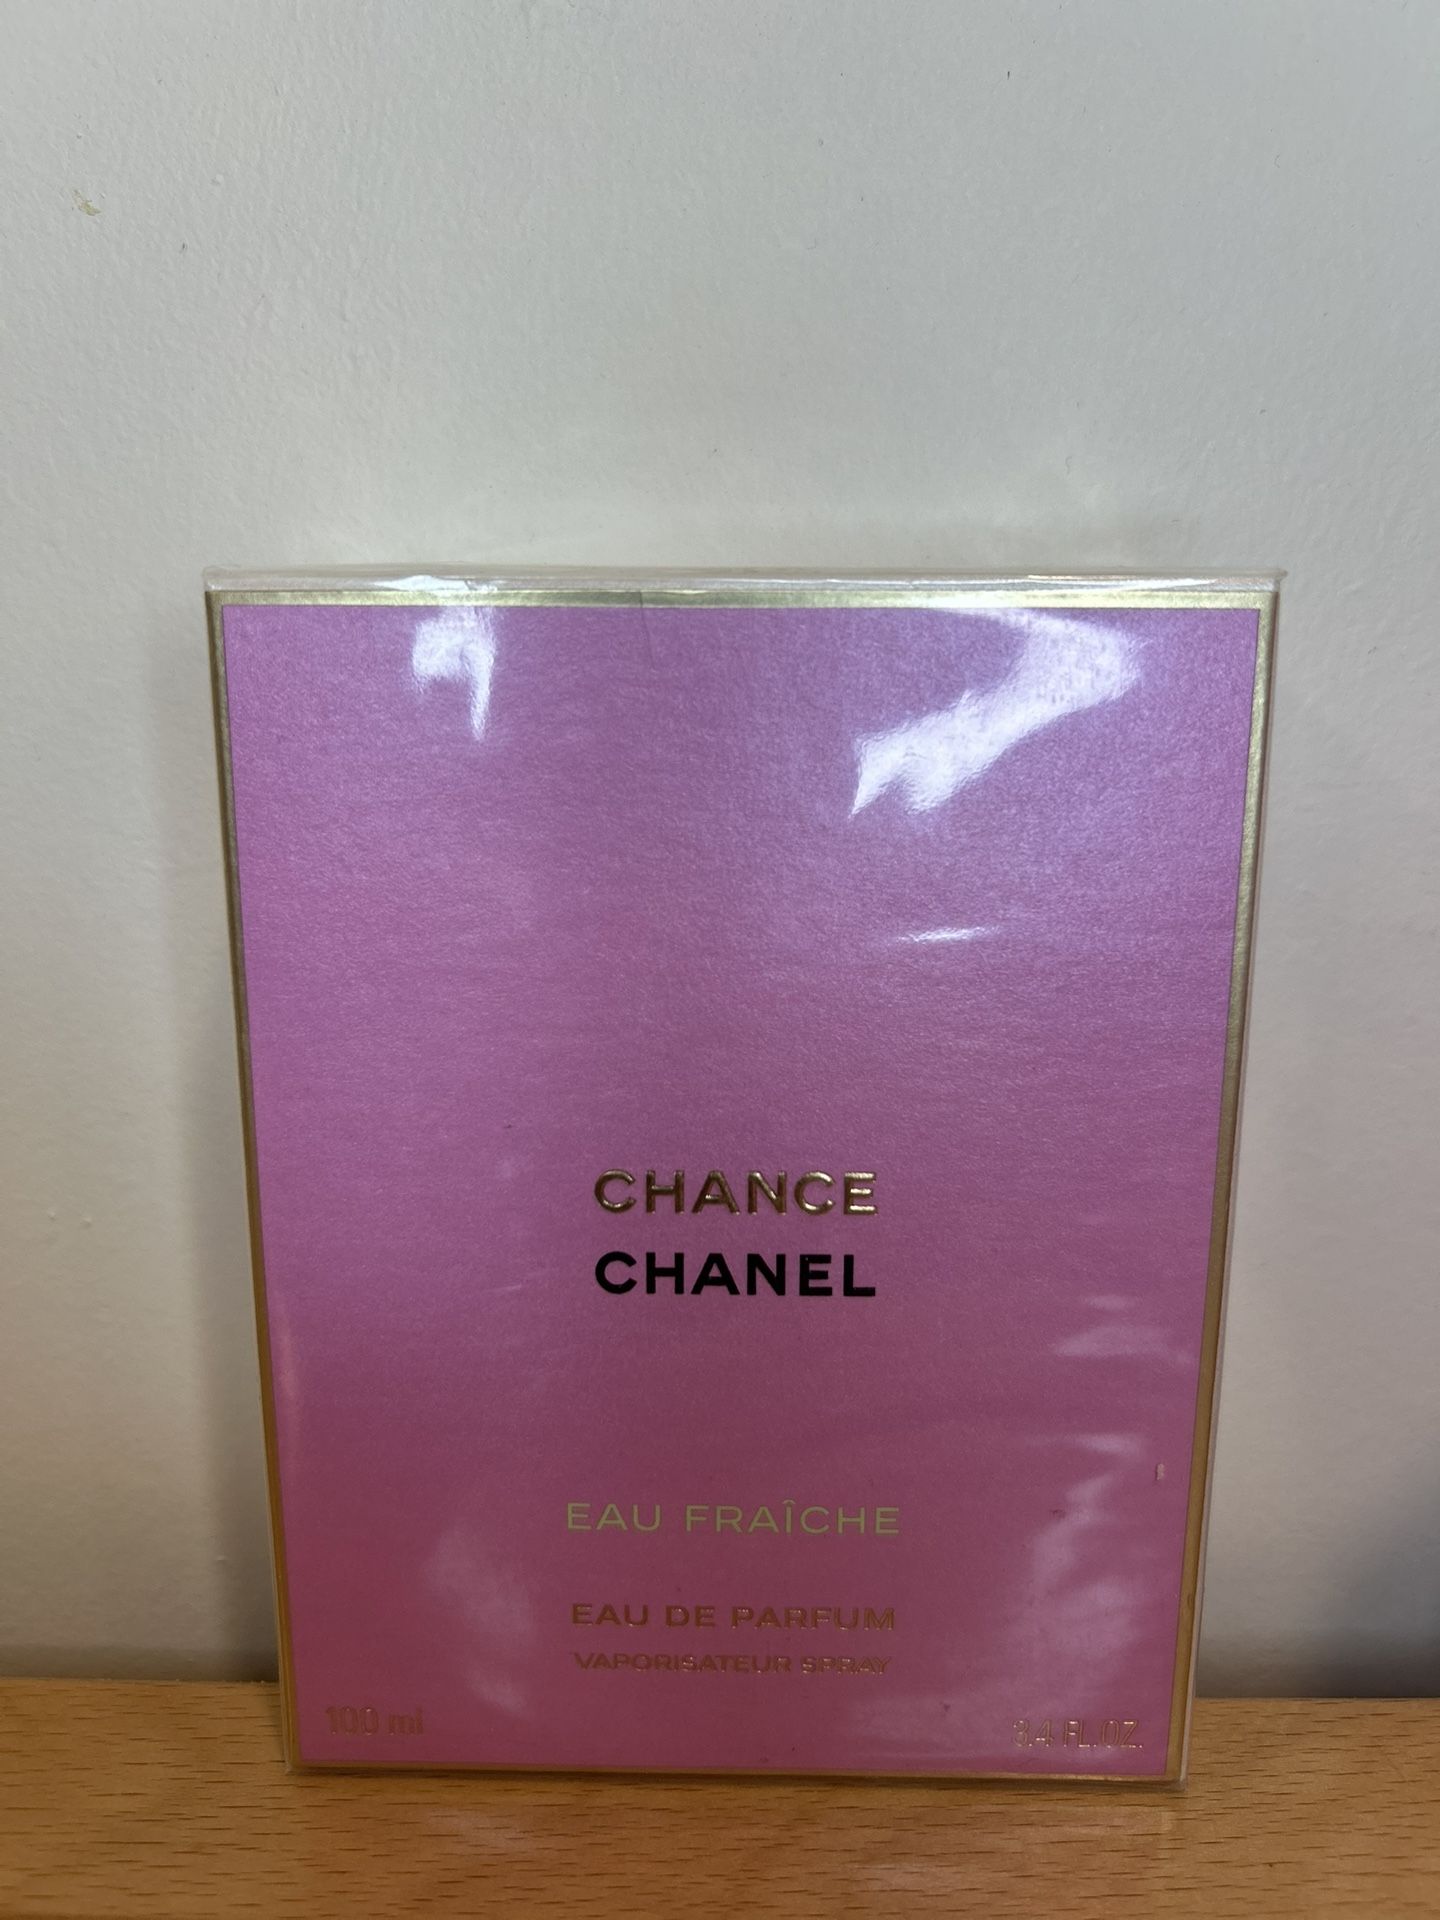 CHANCE
CHANEL
EAU FRAÎCHE
EAU DE PARFUM
VAPORISATEUR SPRAY
100 ml
3.4 FL.OZ.